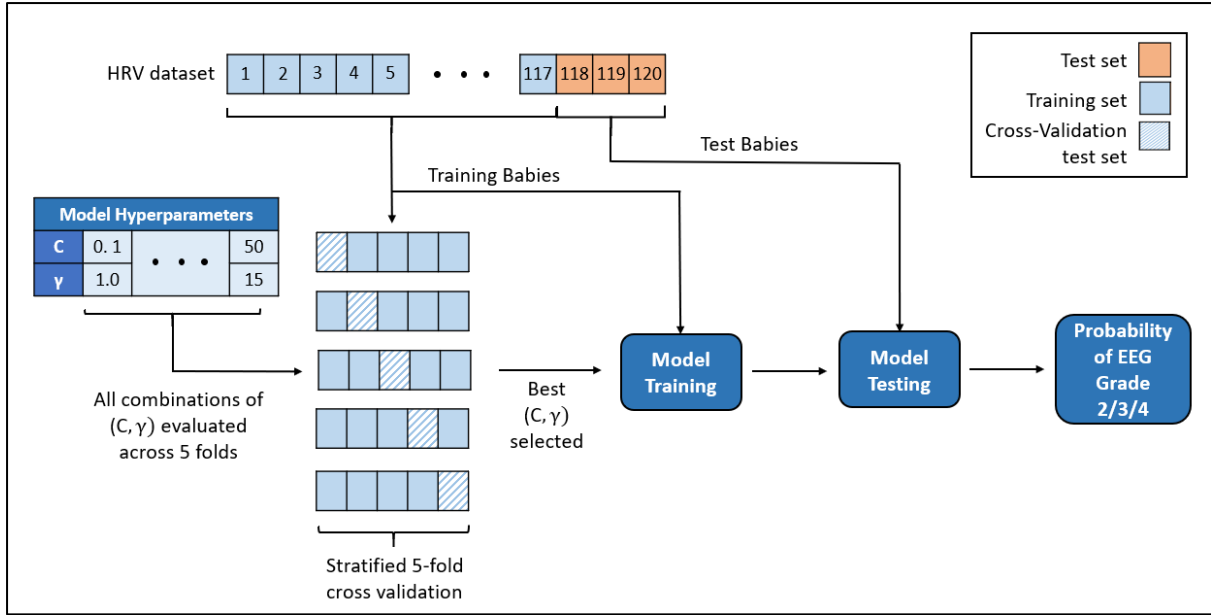 HRV dataset
1 2 3 4 5 • • • 117 118 119 120
Test set
Training set
Cross-Validation
test set
Test Babies
Training Babies
Model Hyperparameters
C 0. 1 • • • 50
γ 1.0 15
All combinations of
(C, γ) evaluated
across 5 folds
Best
(C, γ)
selected
Model
Training
Model
Testing
Probability
of EEG
Grade
2/3/4
Stratified 5-fold
cross validation